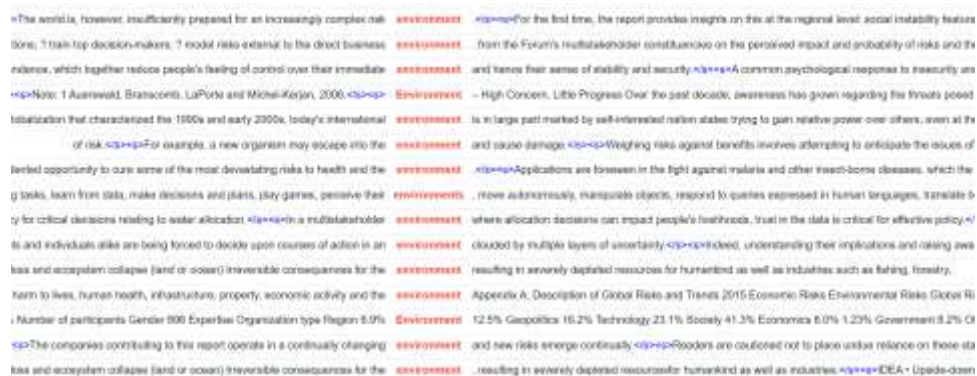 The world is, however, insufficiently prepared for an increasingly complex risk environment .</s><s>For the first time, the report provides insights on this at the regional level: social instability
tions; ? train top decision-makers; ? model risks external to the direct business environment , from the Forum's multistakeholder constituencies on the perceived impact and probability of risks and
which together reduce people's feeling of control over their immediate environment and hence their sense of stability and security.</s><s>A common psychological response to insecurity
<s>Note: 1 Auerswald, Branscomb, LaPorte and Michel-Kerjan, 2006.</s><s> Environment – High Concern, Little Progress Over the past decade, awareness has grown regarding the threats posed
that characterized the 1990s and early 2000s, today's international environment is in large part marked by self-interested nation states trying to gain relative power over others, even at
of risk.</s><s>For example, a new organism may escape into the environment and cause damage.</s><s>Weighing risks against benefits involves attempting to anticipate the issues of
opportunity to cure some of the most devastating risks to health and the environment .</s><s>Applications are foreseen in the fight against malaria and other insect-borne diseases, which the
g tasks, learn from data, make decisions and plans, play games, perceive their environments , move autonomously, manipulate objects, respond to queries expressed in human languages, translate
y for critical decisions relating to water allocation.</s><s>In a multistakeholder environment where allocation decisions can impact people's livelihoods, trust in the data is critical for effective policy.
ls and individuals alike are being forced to decide upon courses of action in an environment clouded by multiple layers of uncertainty.</s><s>Indeed, understanding their implications and raising
loss and ecosystem collapse (land or ocean) Irreversible consequences for the environment resulting in severely depleted resources for humankind as well as industries such as fishing, forestry,
harm to lives, human health, infrastructure, property, economic activity and the environment Appendix A. Description of Global Risks and Trends 2015 Economic Risks Environmental Risks Global
Number of participants Gender 896 Expertise Organization type Region 6.9% Environment 12.5% Geopolitics 16.2% Technology 23.1% Society 41.3% Economics 6.0% 1.23% Government 8.2%
<s>The companies contributing to this report operate in a continually changing environment and new risks emerge continually.</s><s>Readers are cautioned not to place undue reliance on these
loss and ecosystem collapse (land or ocean) Irreversible consequences for the environment , resulting in severely depleted resourcesfor humankind as well as industries.</s><s>IDEA •